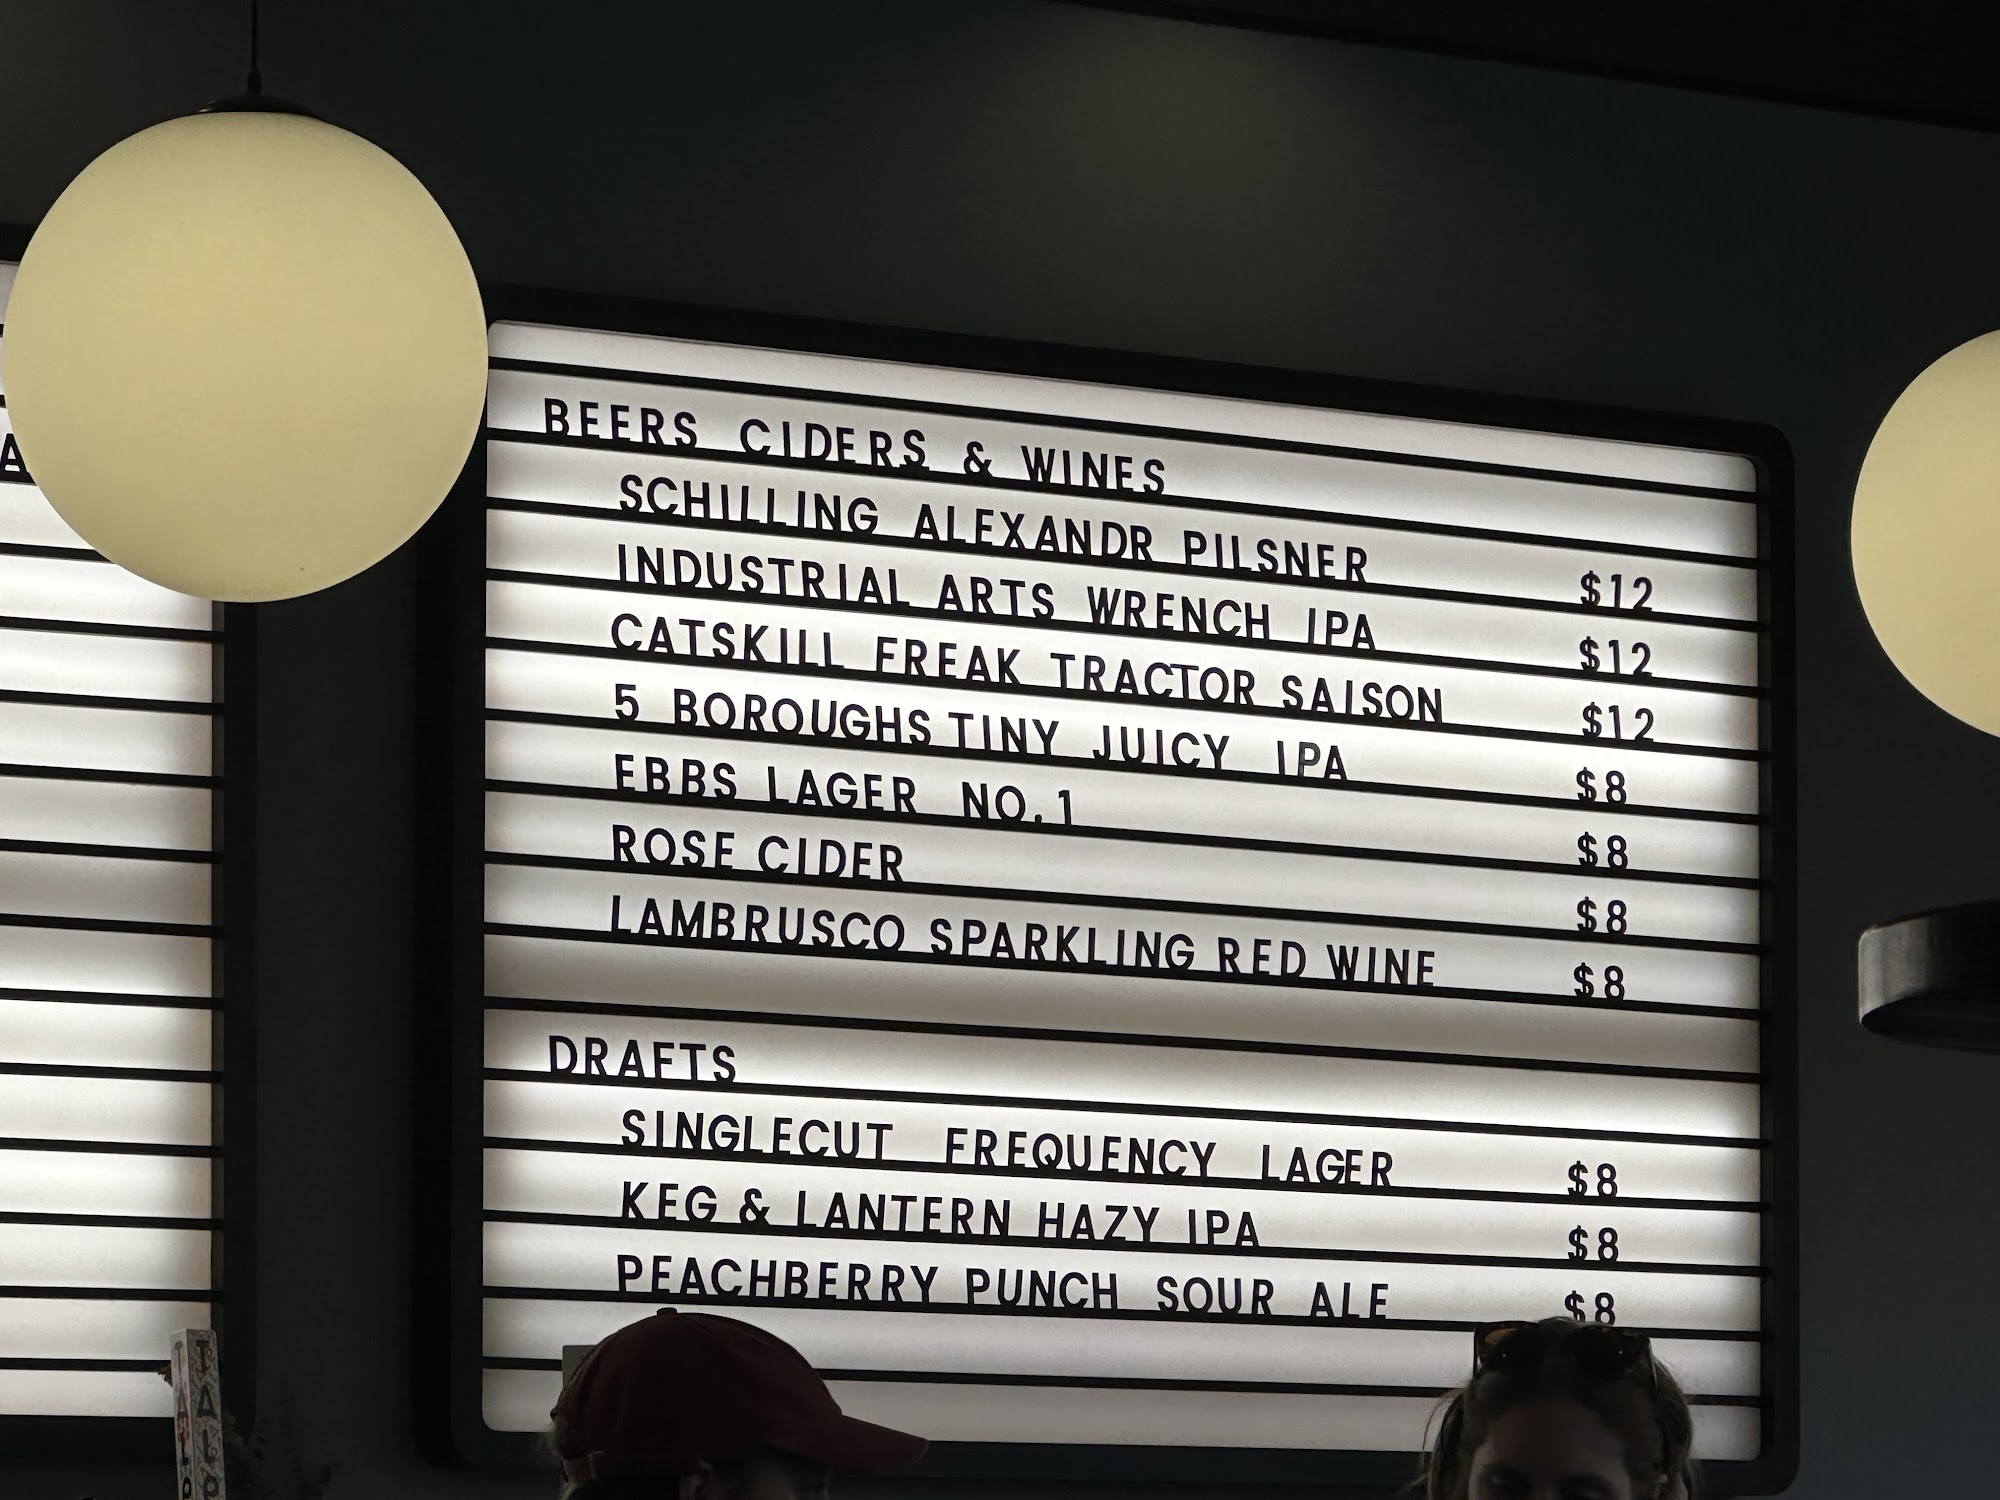 BEERS CIDERS & WINES
SCHILLING ALEXANDR PILSNER $12
INDUSTRIAL ARTS WRENCH IPA $12
CATSKILL FREAK TRACTOR SAISON $12
5 BOROUGHS TINY JUICY IPA $8
EBBS LAGER NO.1 $8
ROSE CIDER $8
LAMBRUSCO SPARKLING RED WINE $8
DRAFTS
SINGLECUT FREQUENCY LAGER $8
KEG & LANTERN HAZY IPA $8
PEACHBERRY PUNCH SOUR ALE $8